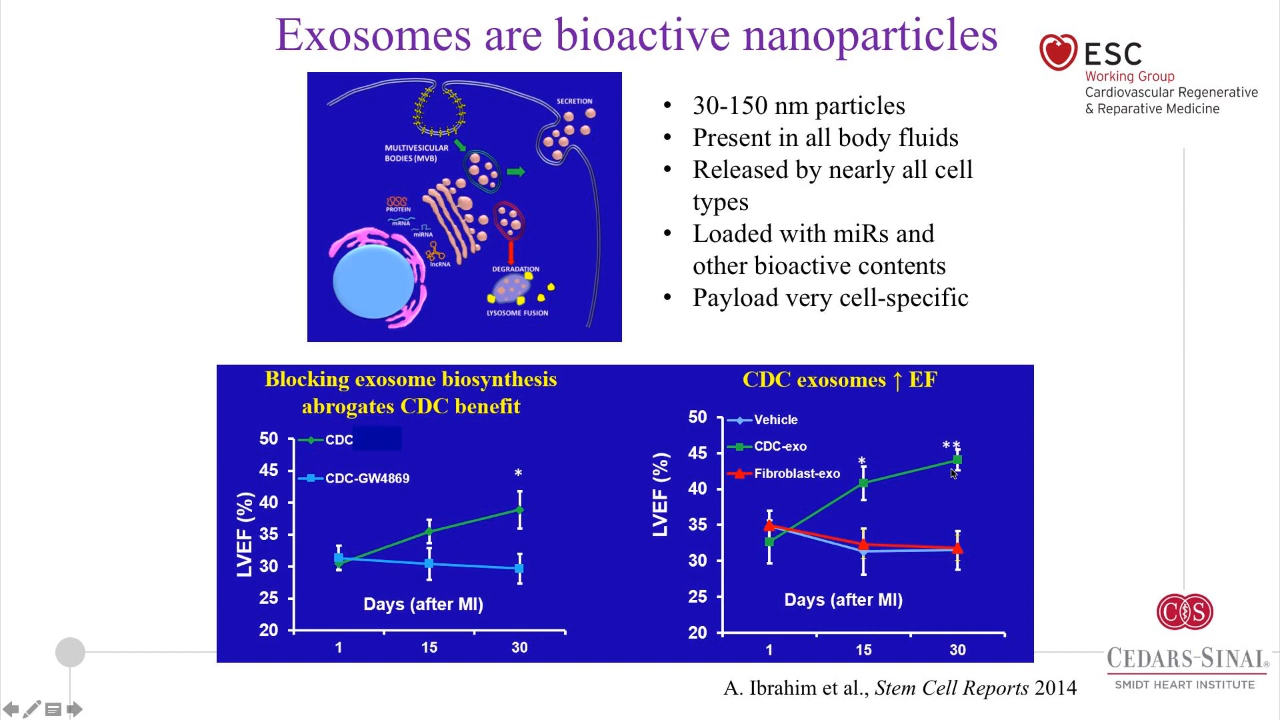 Exosomes are bioactive nanoparticles
ESC
Working Group
Cardiovascular Regenerative
& Reparative Medicine
SECRETION
MULTIVESICULAR
BODIES (MVB)
PROTEIN
mRNA
miRNA
lncRNA
DEGRADATION
LYSOSOME FUSION
• 30-150 nm particles
• Present in all body fluids
• Released by nearly all cell
types
• Loaded with miRs and
other bioactive contents
• Payload very cell-specific
Blocking exosome biosynthesis
abrogates CDC benefit
50
45
40
35
30
25
20
LVEF (%)
CDC
CDC-GW4869
*
Days (after MI)
1 15 30
CDC exosomes ↑ EF
50
45
40
35
30
25
20
LVEF (%)
Vehicle
CDC-exo
Fibroblast-exo
*
**
Days (after MI)
1 15 30
A. Ibrahim et al., Stem Cell Reports 2014
CS
CEDARS-SINAI®
SMIDT HEART INSTITUTE